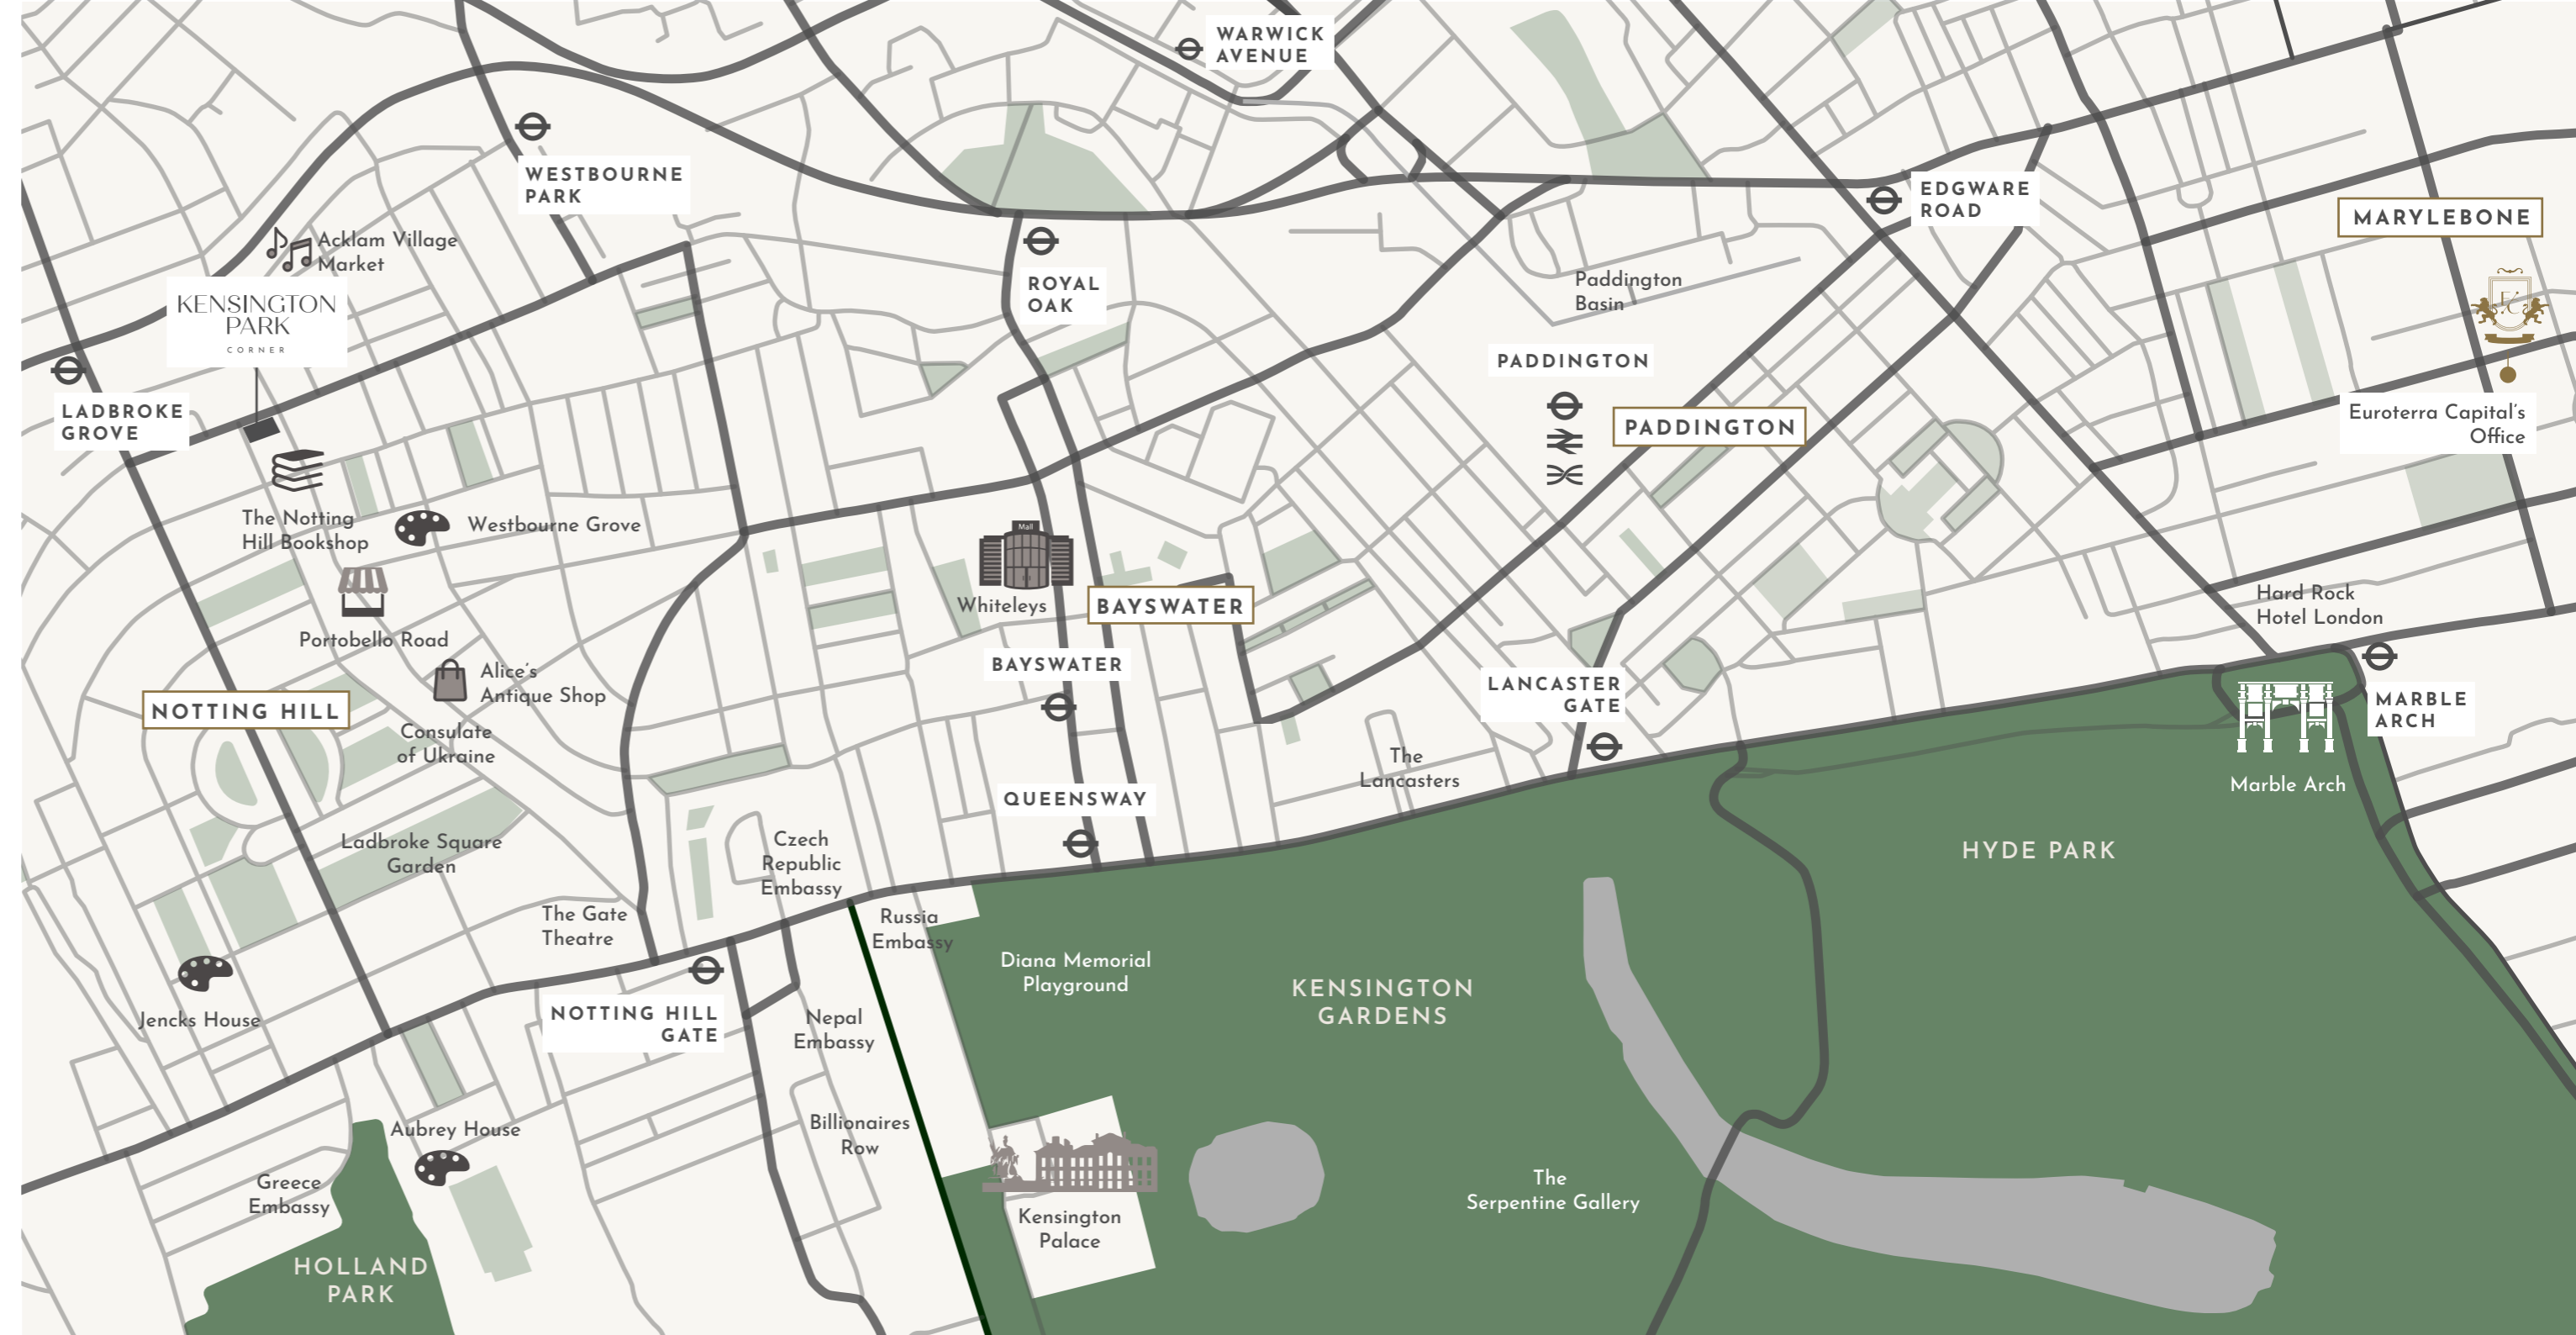 WARWICK
AVENUE
WESTBOURNE
PARK
EDGWARE
ROAD
MARYLEBONE
Acklam Village
Market
ROYAL
OAK
Paddington
Basin
KENSINGTON
PARK
CORNER
PADDINGTON
LADBROKE
GROVE
PADDINGTON
Euroterra Capital's
Office
The Notting
Hill Bookshop
Westbourne Grove
Mall
Whiteleys
BAYSWATER
Hard Rock
Hotel London
Portobello Road
Alice's
Antique Shop
BAYSWATER
LANCASTER
GATE
MARBLE
ARCH
NOTTING HILL
Consulate
of Ukraine
The
Lancasters
Marble Arch
QUEENSWAY
Ladbroke Square
Garden
Czech
Republic
Embassy
HYDE PARK
The Gate
Theatre
Russia
Embassy
Diana Memorial
Playground
KENSINGTON
GARDENS
Jencks House
NOTTING HILL
GATE
Nepal
Embassy
Aubrey House
Billionaires
Row
Greece
Embassy
The
Serpentine Gallery
Kensington
Palace
HOLLAND
PARK